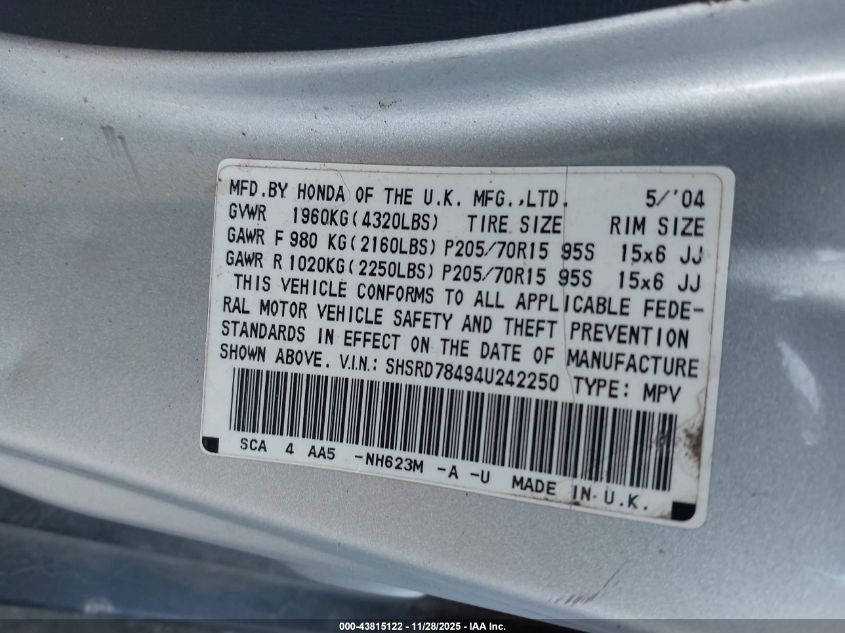 MFD.BY HONDA OF THE U.K. MFG.,LTD. 5/'04
GVWR 1960KG(4320LBS) TIRE SIZE RIM SIZE
GAWR F 980 KG(2160LBS) P205/70R15 95S 15x6 JJ
GAWR R 1020KG(2250LBS) P205/70R15 95S 15x6 JJ
THIS VEHICLE CONFORMS TO ALL APPLICABLE FEDE-
RAL MOTOR VEHICLE SAFETY AND THEFT PREVENTION
STANDARDS IN EFFECT ON THE DATE OF MANUFACTURE
SHOWN ABOVE. V.I.N.: SHSRD78494U242250 TYPE: MPV
SCA 4 AA5 -NH623M -A -U MADE IN U.K.
000-43815122 - 11/28/2025 - IAA Inc.